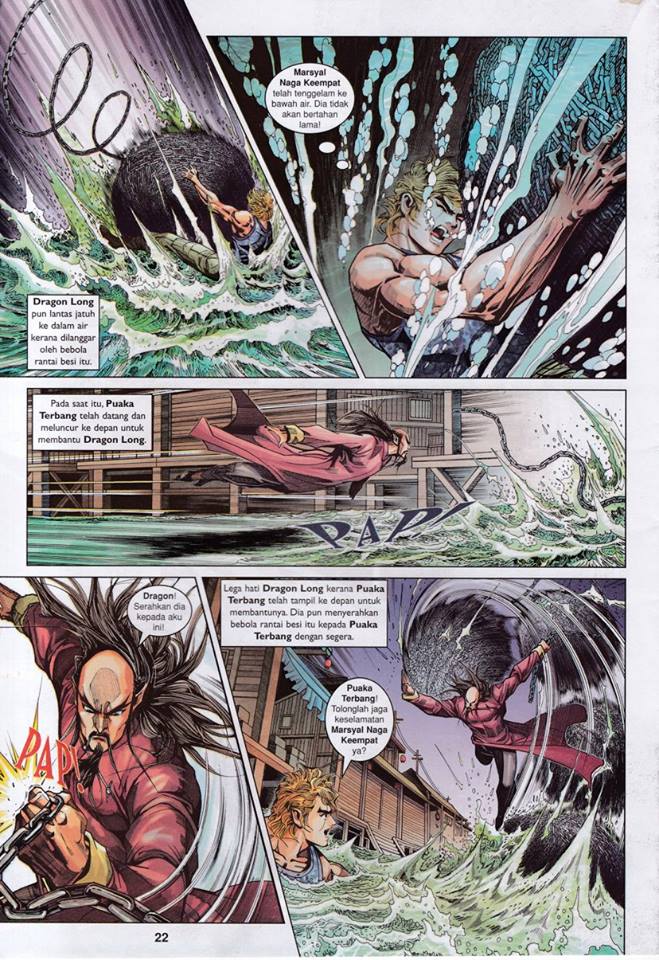 Dragon Long
pun lantas jatuh
ke dalam air
kerana dilanggar
oleh bebola
rantai besi itu.
Marsyal
Naga Keempat
telah tenggelam ke
bawah air. Dia tidak
akan bertahan
lama!
Pada saat itu, Puaka
Terbang telah datang dan
meluncur ke depan untuk
membantu Dragon Long.
PAP!
Dragon!
Serahkan dia
kepada aku
ini!
PAP!
Lega hati Dragon Long kerana Puaka
Terbang telah tampil ke depan untuk
membantunya. Dia pun menyerahkan
bebola rantai besi itu kepada Puaka
Terbang dengan segera.
Puaka
Terbang!
Tolonglah jaga
keselamatan
Marsyal Naga
Keempat
ya?
22